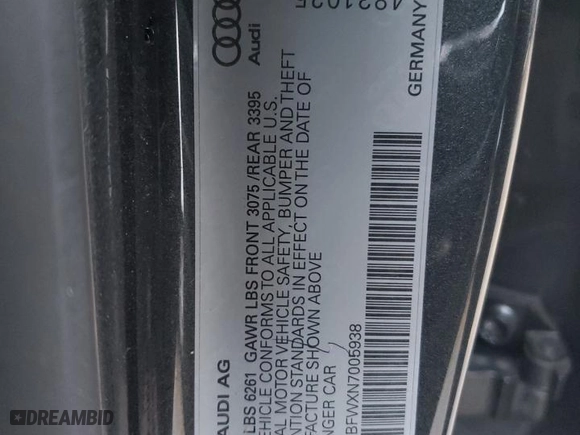 Audi
4821035
AUDI AG
LBS 6261 GAWR LBS FRONT 3075 /REAR 3395
VEHICLE CONFORMS TO ALL APPLICABLE U.S.
AL MOTOR VEHICLE SAFETY, BUMPER AND THEFT
NTION STANDARDS IN EFFECT ON THE DATE OF
FACTURE SHOWN ABOVE
NGER CAR
BFWXN7005938
GERMANY
DREAMBID